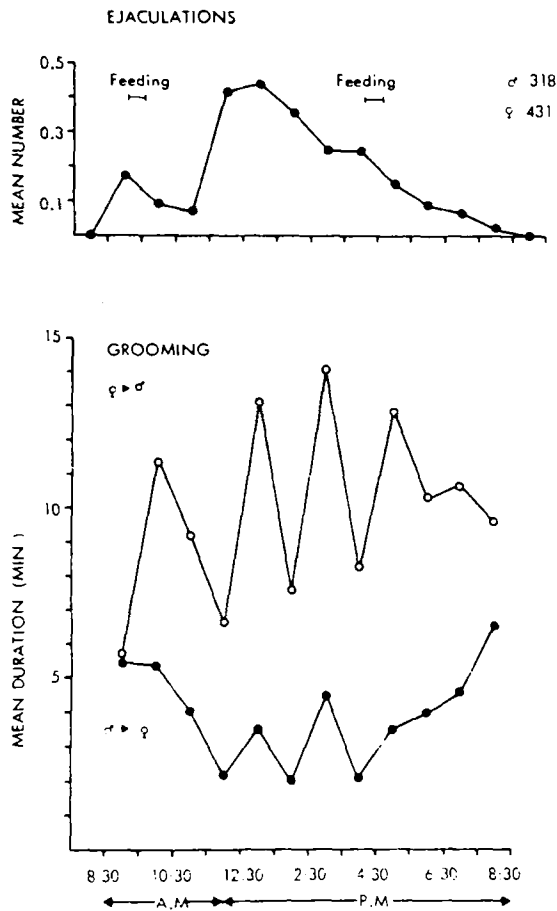 EJACULATIONS
0.5
0.3
0.1
MEAN NUMBER
Feeding
Feeding
♂ 318
♀ 431
15
10
5
MEAN DURATION (MIN)
GROOMING
♀ ▸ ♂
♂ ▸ ♀
8 30 10·30 12:30 2·30 4·30 6·30 8:30
A.M P.M